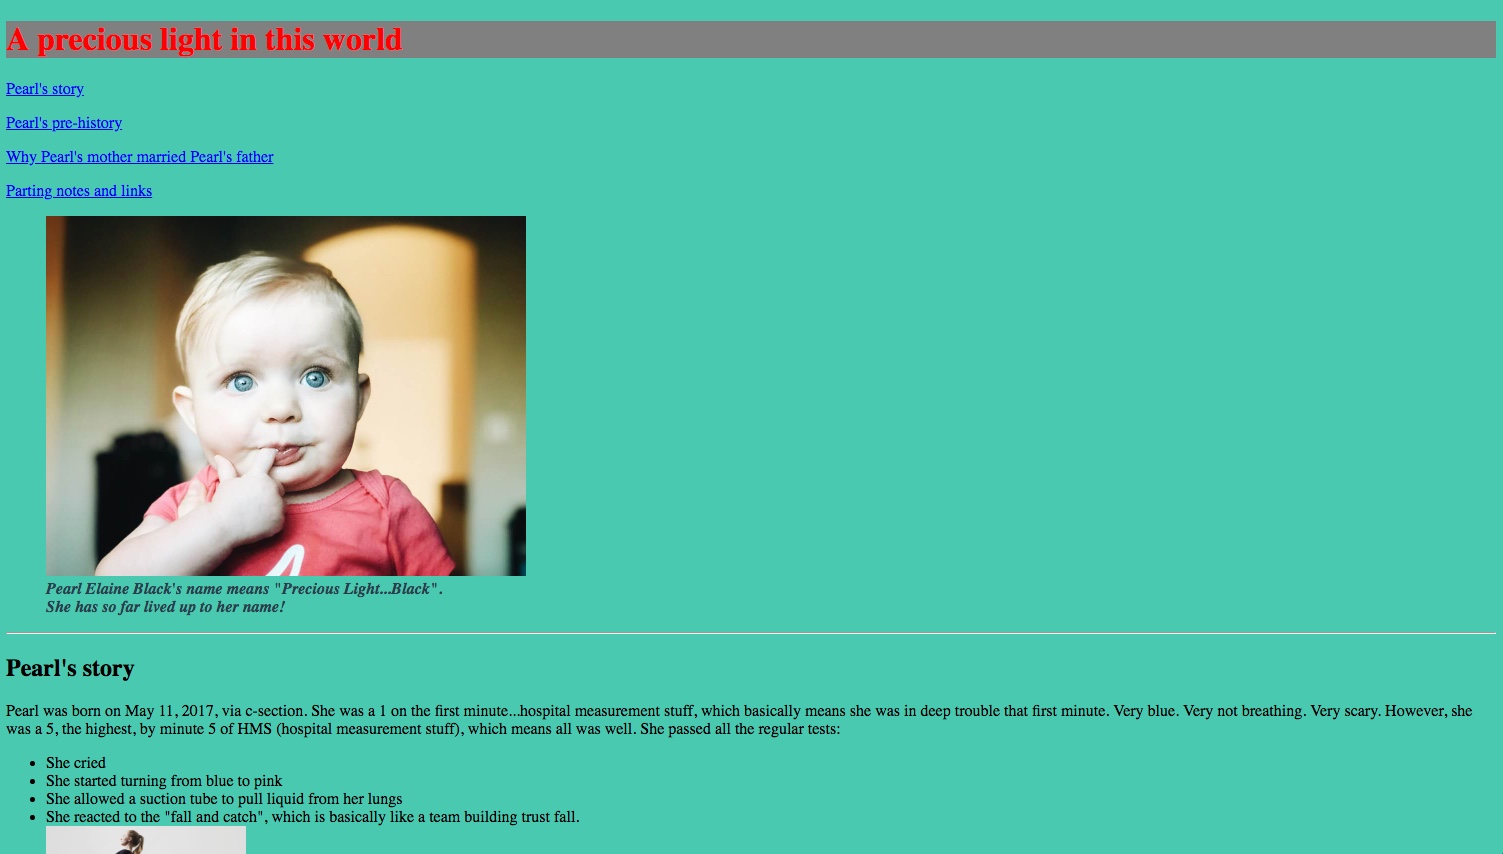 A precious light in this world
Pearl's story
Pearl's pre-history
Why Pearl's mother married Pearl's father
Parting notes and links
Pearl Elaine Black's name means "Precious Light...Black".
She has so far lived up to her name!
Pearl's story
Pearl was born on May 11, 2017, via c-section. She was a 1 on the first minute...hospital measurement stuff, which basically means she was in deep trouble that first minute. Very blue. Very not breathing. Very scary. However, she
was a 5, the highest, by minute 5 of HMS (hospital measurement stuff), which means all was well. She passed all the regular tests:
She cried
She started turning from blue to pink
She allowed a suction tube to pull liquid from her lungs
She reacted to the "fall and catch", which is basically like a team building trust fall.